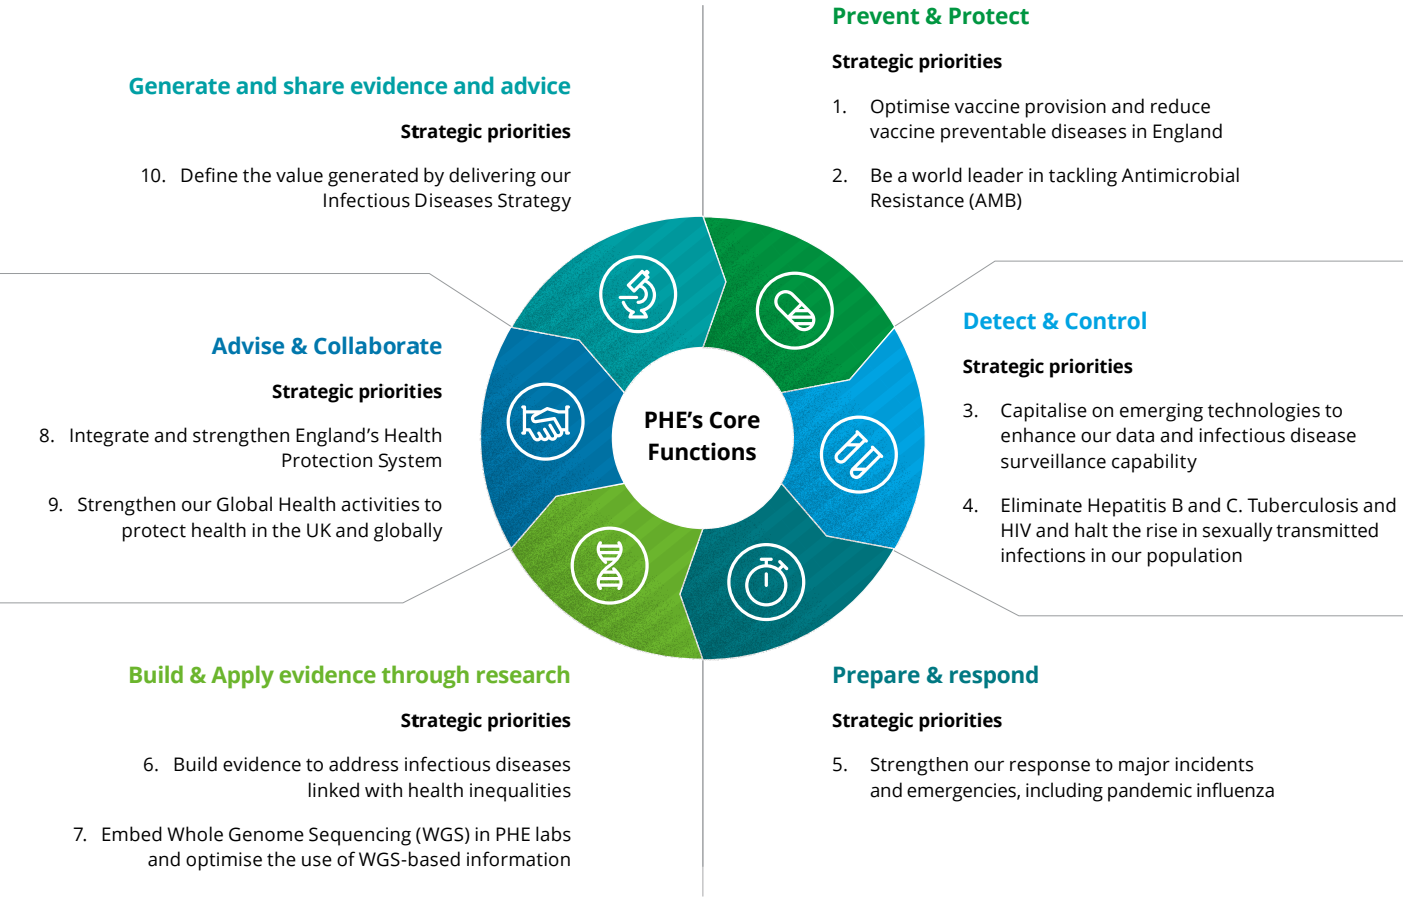 Prevent & Protect
Strategic priorities
1. Optimise vaccine provision and reduce
vaccine preventable diseases in England
2. Be a world leader in tackling Antimicrobial
Resistance (AMB)
Detect & Control
Strategic priorities
3. Capitalise on emerging technologies to
enhance our data and infectious disease
surveillance capability
4. Eliminate Hepatitis B and C. Tuberculosis and
HIV and halt the rise in sexually transmitted
infections in our population
Prepare & respond
Strategic priorities
5. Strengthen our response to major incidents
and emergencies, including pandemic influenza
Build & Apply evidence through research
Strategic priorities
6. Build evidence to address infectious diseases
linked with health inequalities
7. Embed Whole Genome Sequencing (WGS) in PHE labs
and optimise the use of WGS-based information
Advise & Collaborate
Strategic priorities
8. Integrate and strengthen England’s Health
Protection System
9. Strengthen our Global Health activities to
protect health in the UK and globally
Generate and share evidence and advice
Strategic priorities
10. Define the value generated by delivering our
Infectious Diseases Strategy
PHE’s Core
Functions